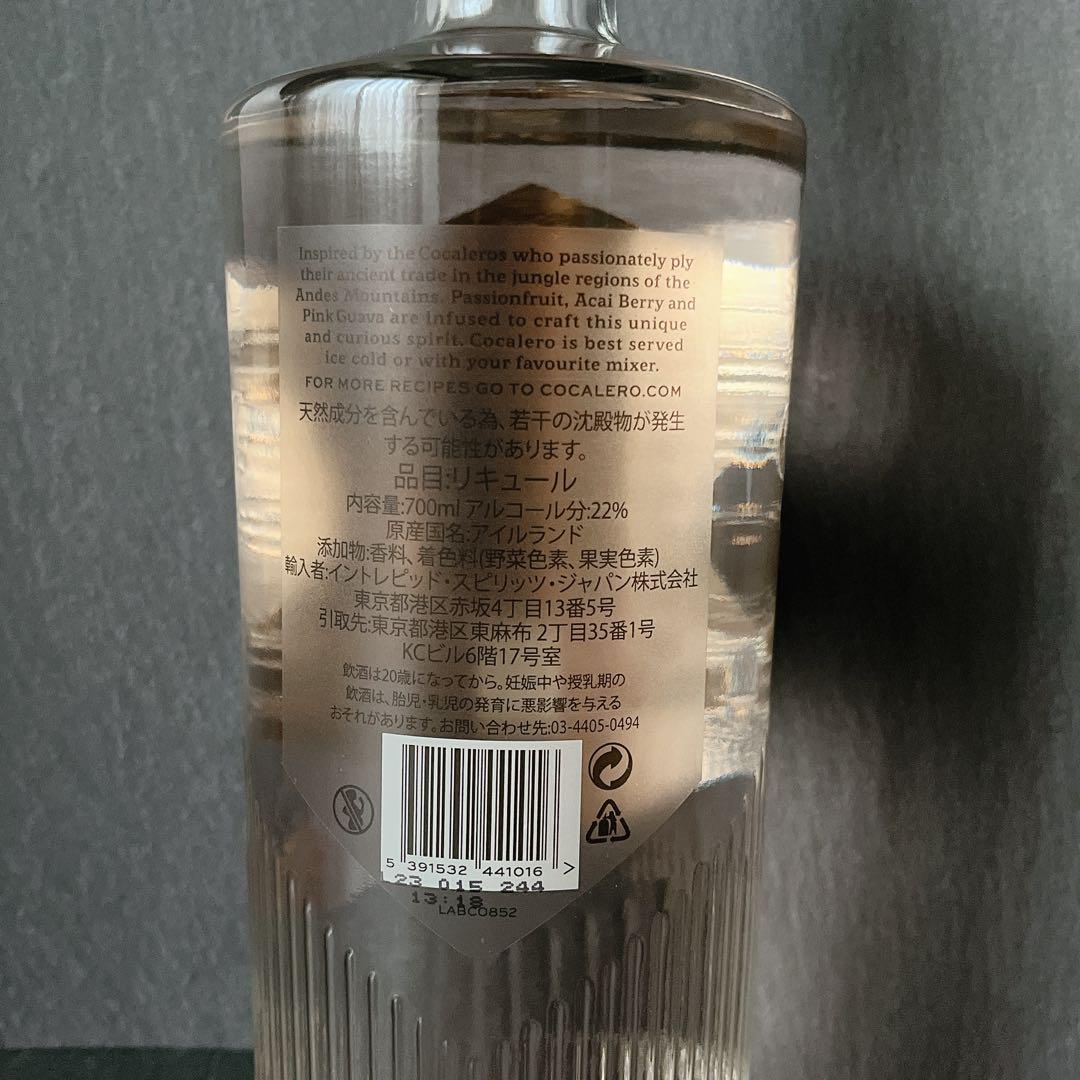 Inspired by the Cocaleros who passionately ply
their ancient trade in the jungle regions of the
Andes Mountains. Passionfruit, Acai Berry and
Pink Guava are infused to craft this unique
and curious spirit. Cocalero is best served
ice cold or with your favourite mixer.
FOR MORE RECIPES GO TO COCALERO.COM
天然成分を含んでいる為、若干の沈殿物が発生
する可能性があります。
品目:リキュール
内容量:700ml アルコール分:22%
原産国名:アイルランド
添加物:香料、着色料(野菜色素、果実色素)
輸入者:イントレピッド・スピリッツ・ジャパン株式会社
東京都港区赤坂4丁目13番5号
引取先:東京都港区東麻布 2丁目35番1号
KCビル6階17号室
飲酒は20歳になってから。妊娠中や授乳期の
飲酒は、胎児・乳児の発育に悪影響を与える
おそれがあります。お問い合わせ先:03-4405-0494
5 391532 441016 >
23 015 244
13:18
LABCO852